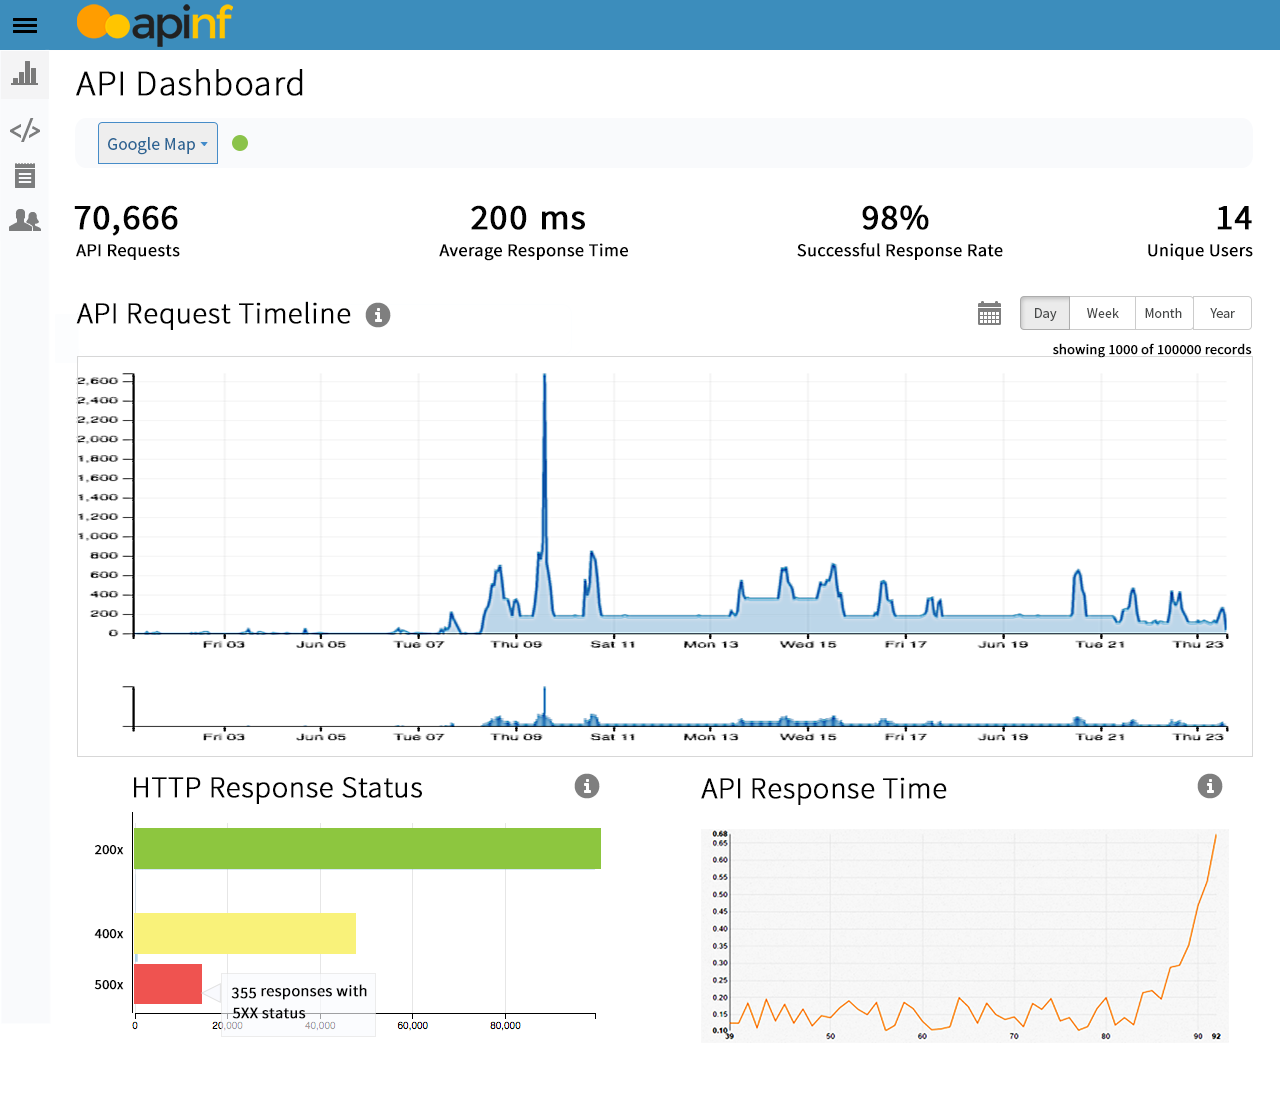 apinf
API Dashboard
Google Map
70,666
API Requests
200 ms
Average Response Time
98%
Successful Response Rate
14
Unique Users
API Request Timeline
Day Week Month Year
showing 1000 of 100000 records
2,600
2,400
2,200
2,000
1,800
1,600
1,400
1,200
1,000
800
600
400
200
0
Fri 03 Jun 05 Tue 07 Thu 09 Sat 11 Mon 13 Wed 15 Fri 17 Jun 19 Tue 21 Thu 23
Fri 03 Jun 05 Tue 07 Thu 09 Sat 11 Mon 13 Wed 15 Fri 17 Jun 19 Tue 21 Thu 23
HTTP Response Status
200x
400x
500x
355 responses with
5XX status
0 20,000 40,000 60,000 80,000
API Response Time
0.68
0.65
0.60
0.55
0.50
0.45
0.40
0.35
0.30
0.25
0.20
0.15
0.10
39 50 60 70 80 90 92